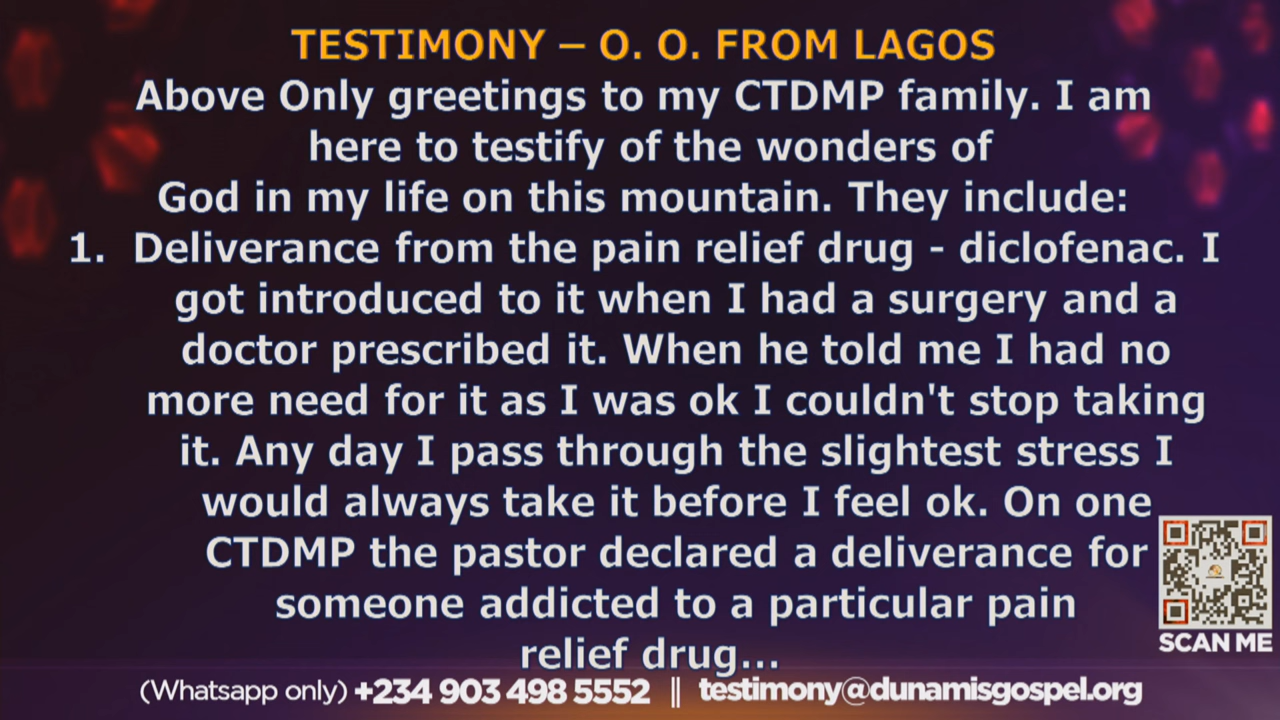 TESTIMONY – O. O. FROM LAGOS
Above Only greetings to my CTDMP family. I am
here to testify of the wonders of
God in my life on this mountain. They include:
1. Deliverance from the pain relief drug - diclofenac. I
got introduced to it when I had a surgery and a
doctor prescribed it. When he told me I had no
more need for it as I was ok I couldn't stop taking
it. Any day I pass through the slightest stress I
would always take it before I feel ok. On one
CTDMP the pastor declared a deliverance for
someone addicted to a particular pain
relief drug...
SCAN ME
(Whatsapp only) +234 903 498 5552 || testimony@dunamisgospel.org